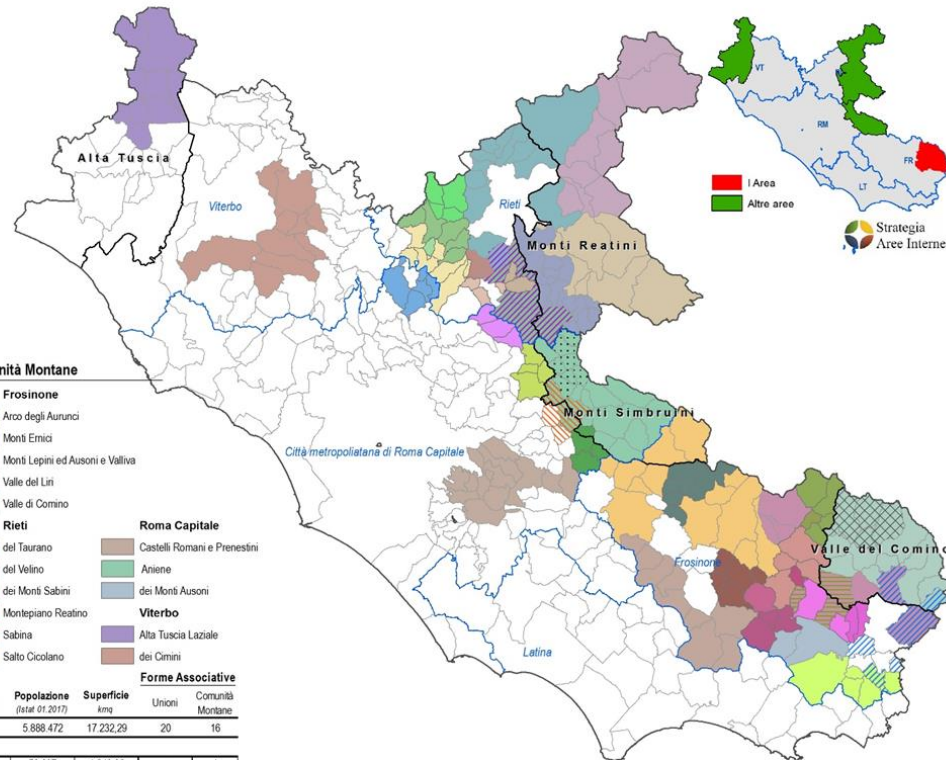 Alta Tuscia
Viterbo
Rieti
Monti Reatini
Monti Simbruini
Città metropoliatana di Roma Capitale
Frosinone
Valle del Comino
Latina
VT
RM
FR
LT
I Area
Altre aree
Strategia
Aree Interne
nità Montane
Frosinone
Arco degli Aurunci
Monti Ernici
Monti Lepini ed Ausoni e Valliva
Valle del Liri
Valle di Comino
Rieti Roma Capitale
del Taurano Castelli Romani e Prenestini
del Velino Aniene
dei Monti Sabini dei Monti Ausoni
Montepiano Reatino Viterbo
Sabina Alta Tuscia Laziale
Salto Cicolano dei Cimini
Forme Associative
Popolazione Superficie Unioni Comunità
(Istat 01.2017) kmq Montane
5.888.472 17.232,29 20 16